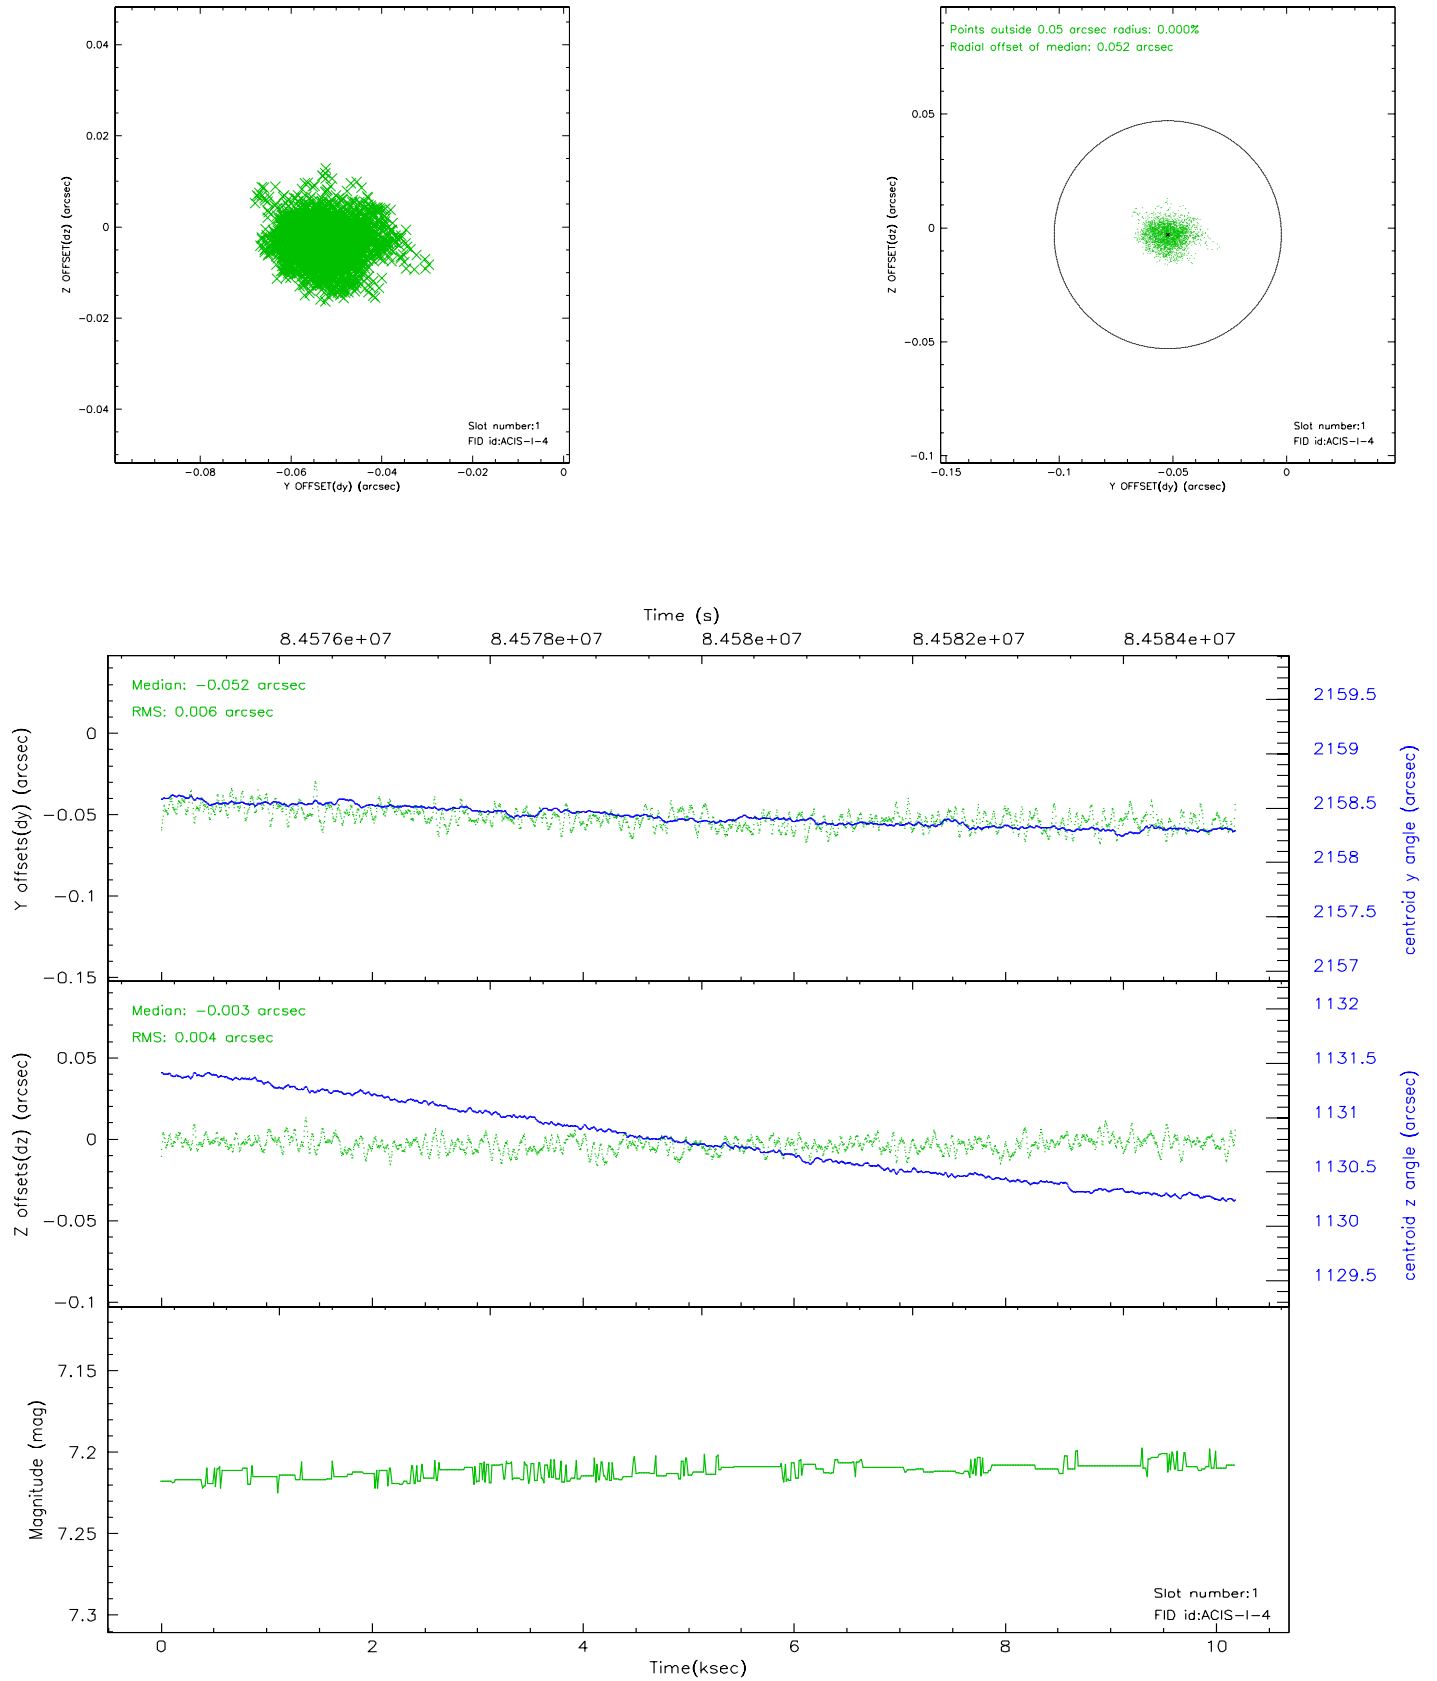 0.04
0.02
0
−0.02
−0.04
Z OFFSET(dz) (arcsec)
Slot number:1
FID id:ACIS−I−4
−0.08 −0.06 −0.04 −0.02 0
Y OFFSET(dy) (arcsec)
Points outside 0.05 arcsec radius: 0.000%
Radial offset of median: 0.052 arcsec
0.05
0
−0.05
−0.1
Z OFFSET(dz) (arcsec)
Slot number:1
FID id:ACIS−I−4
−0.15 −0.1 −0.05 0
Y OFFSET(dy) (arcsec)
Time (s)
8.4576e+07 8.4578e+07 8.458e+07 8.4582e+07 8.4584e+07
Median: −0.052 arcsec
RMS: 0.006 arcsec
0
−0.05
−0.1
−0.15
Y offsets(dy) (arcsec)
2159.5
2159
2158.5
2158
2157.5
2157
centroid y angle (arcsec)
Median: −0.003 arcsec
RMS: 0.004 arcsec
0.05
0
−0.05
−0.1
Z offsets(dz) (arcsec)
1132
1131.5
1131
1130.5
1130
1129.5
centroid z angle (arcsec)
7.15
7.2
7.25
7.3
Magnitude (mag)
Slot number:1
FID id:ACIS−I−4
0 2 4 6 8 10
Time(ksec)